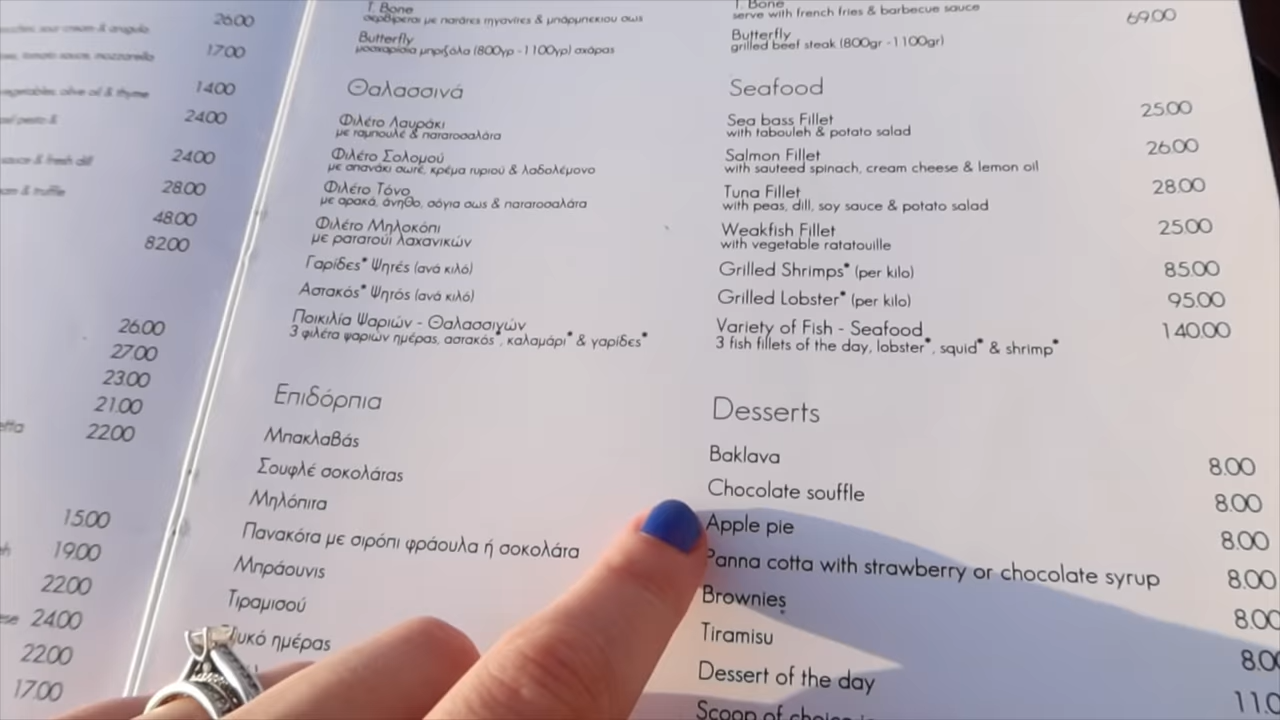 26.00
17.00
14.00
24.00
24.00
28.00
48.00
82.00
26.00
27.00
23.00
21.00
22.00
15.00
19.00
22.00
24.00
22.00
17.00
T. Bone
σερβίρεται με πατάτες τηγανίτες & μπάρμπεκιου σως
Butterfly
μοσχαρίσια μπριζόλα (800γρ -1100γρ) σχάρας
Θαλασσινά
Φιλέτο Λαυράκι
με ταμπουλέ & πατατοσαλάτα
Φιλέτο Σολομού
με σπανάκι σωτέ, κρέμα τυριού & λαδολέμονο
Φιλέτο Τόνο
με αρακά, άνηθο, σόγια σως & πατατοσαλάτα
Φιλέτο Μηλοκόπι
με ρατατούι λαχανικών
Γαρίδες* Ψητές (ανά κιλό)
Αστακός* Ψητός (ανά κιλό)
Ποικιλία Ψαριών - Θαλασσιγών
3 φιλέτα ψαριών ημέρας, αστακός*, καλαμάρι* & γαρίδες*
Επιδόρπια
Μπακλαβάς
Σουφλέ σοκολάτας
Μηλόπιτα
Πανακότα με σιρόπι φράουλα ή σοκολάτα
Μπράουνις
Τιραμισού
ημέρας
T. Bone
serve with french fries & barbecue sauce 69.00
Butterfly
grilled beef steak (800gr -1100gr)
Seafood
Sea bass Fillet 25.00
with tabouleh & potato salad
Salmon Fillet 26.00
with sauteed spinach, cream cheese & lemon oil
Tuna Fillet 28.00
with peas, dill, soy sauce & potato salad
Weakfish Fillet 25.00
with vegetable ratatouille
Grilled Shrimps* (per kilo) 85.00
Grilled Lobster* (per kilo) 95.00
Variety of Fish - Seafood 140.00
3 fish fillets of the day, lobster*, squid* & shrimp*
Desserts
Baklava 8.00
Chocolate souffle 8.00
Apple pie 8.00
Panna cotta with strawberry or chocolate syrup 8.00
Brownies 8.00
Tiramisu 8.00
Dessert of the day 11.0
Scoop of choice